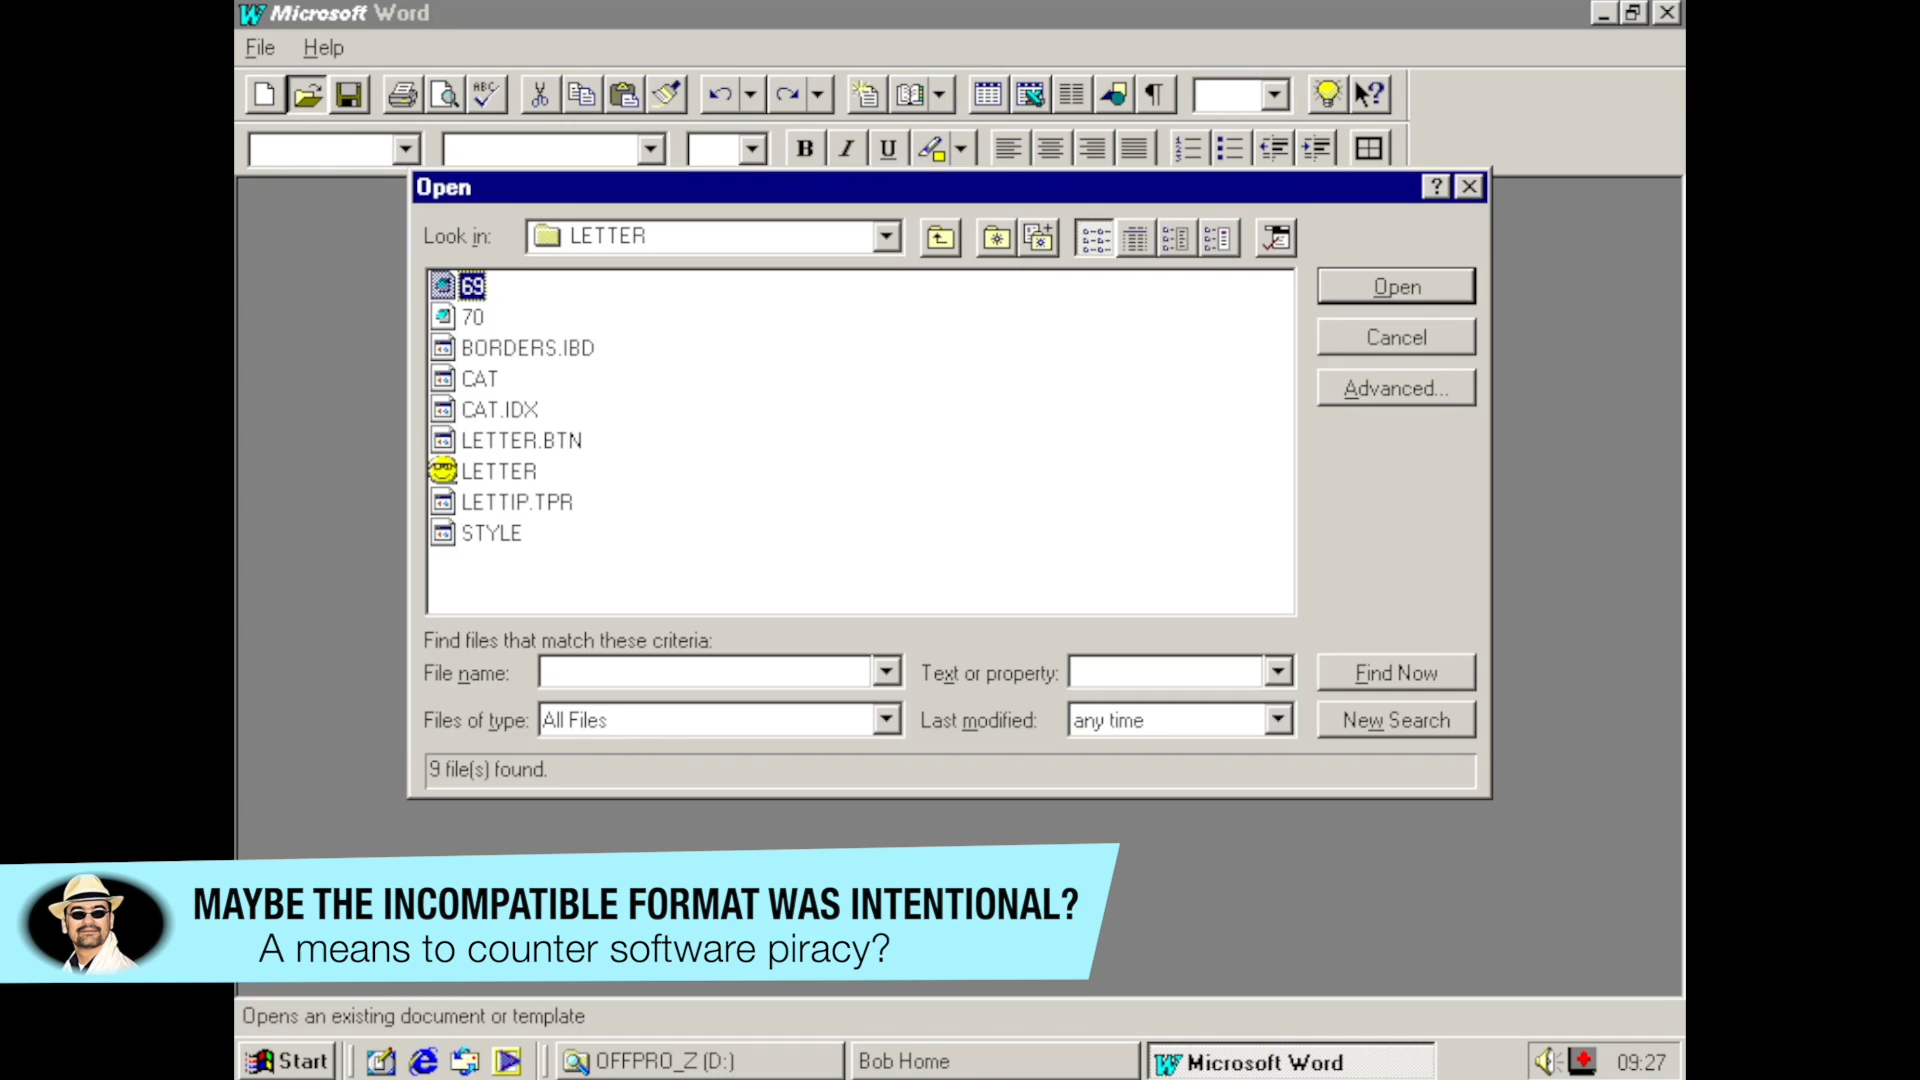 Microsoft Word
File Help
ABC
B I U
Open
Look in: LETTER
69
70
BORDERS.IBD
CAT
CAT.IDX
LETTER.BTN
LETTER
LETTIP.TPR
STYLE
Open
Cancel
Advanced...
Find files that match these criteria:
File name: Text or property: Find Now
Files of type: All Files Last modified: any time New Search
9 file(s) found.
MAYBE THE INCOMPATIBLE FORMAT WAS INTENTIONAL?
A means to counter software piracy?
Opens an existing document or template
Start OFFPRO_Z (D:) Bob Home Microsoft Word 09:27